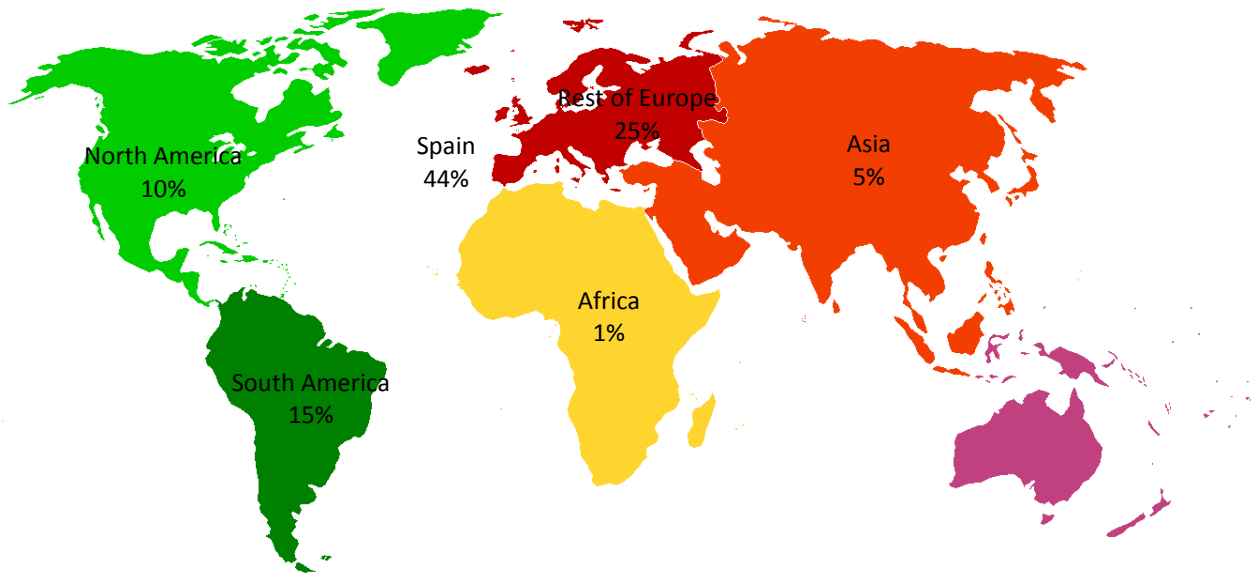 Rest of Europe
25%
Spain
44%
North America
10%
Asia
5%
Africa
1%
South America
15%